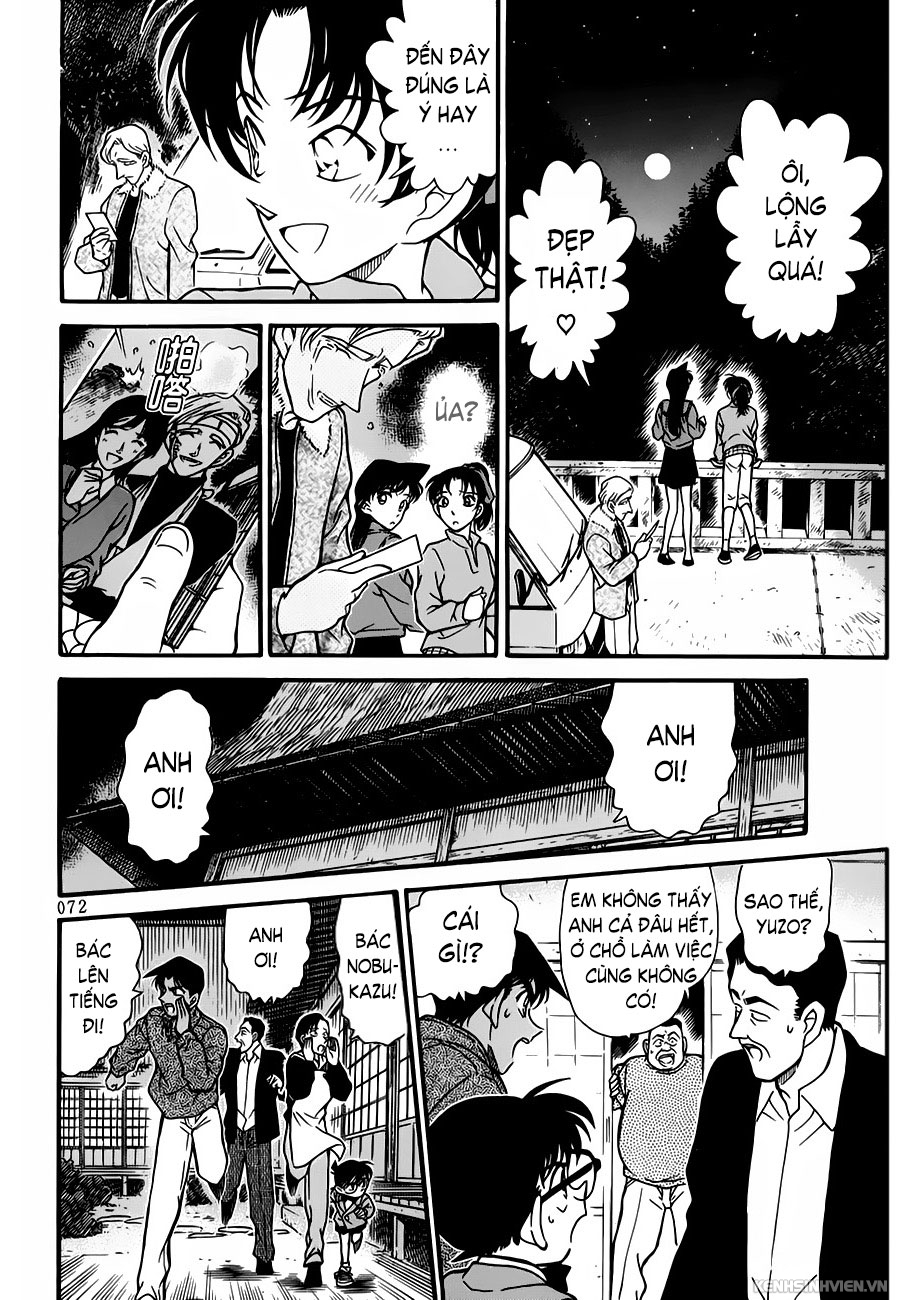 ÔI,
LỘNG
LẨY
QUÁ!
ĐẸP
THẬT!
♡
ĐẾN ĐÂY
ĐÚNG LÀ
Ý HAY
...
ỦA?
啪嗒
ANH
ƠI!
ANH
ƠI!
SAO THẾ,
YUZO?
EM KHÔNG THẤY
ANH CẢ ĐÂU HẾT,
Ở CHỔ LÀM VIỆC
CŨNG KHÔNG
CÓ!
CÁI
GÌ!?
BÁC
NOBU-
KAZU!
ANH
ƠI!
BÁC
LÊN
TIẾNG
ĐI!
072
KENHSINHVIEN.VN